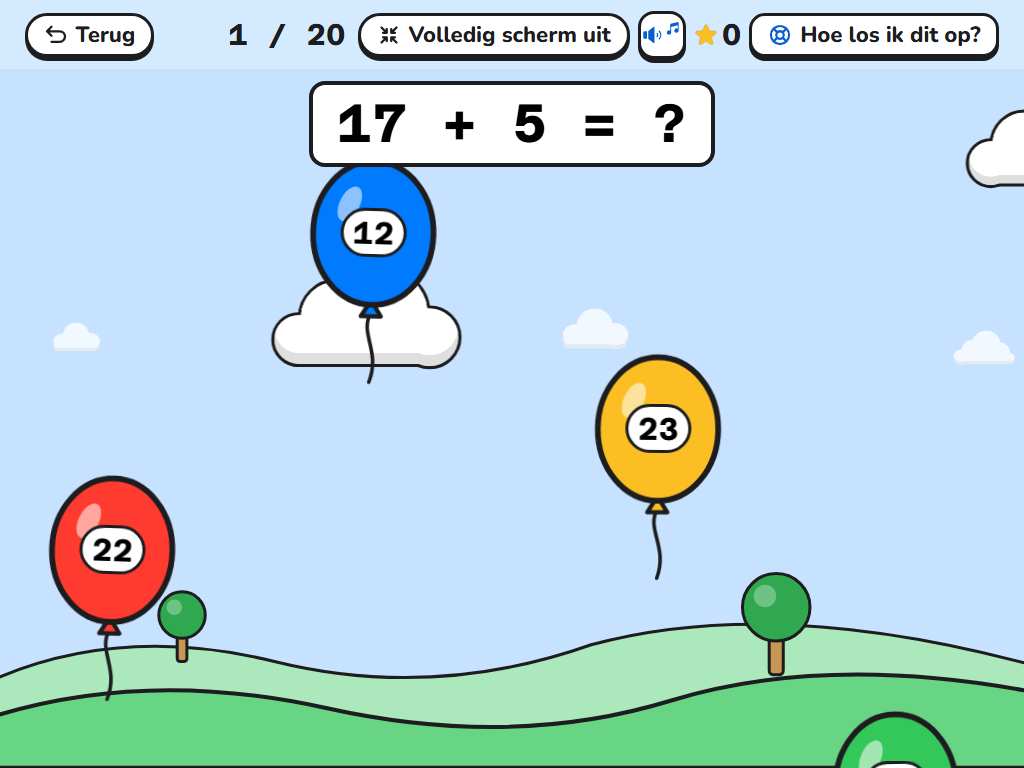 Terug
1 / 20
Volledig scherm uit
0
Hoe los ik dit op?
17 + 5 = ?
12
23
22